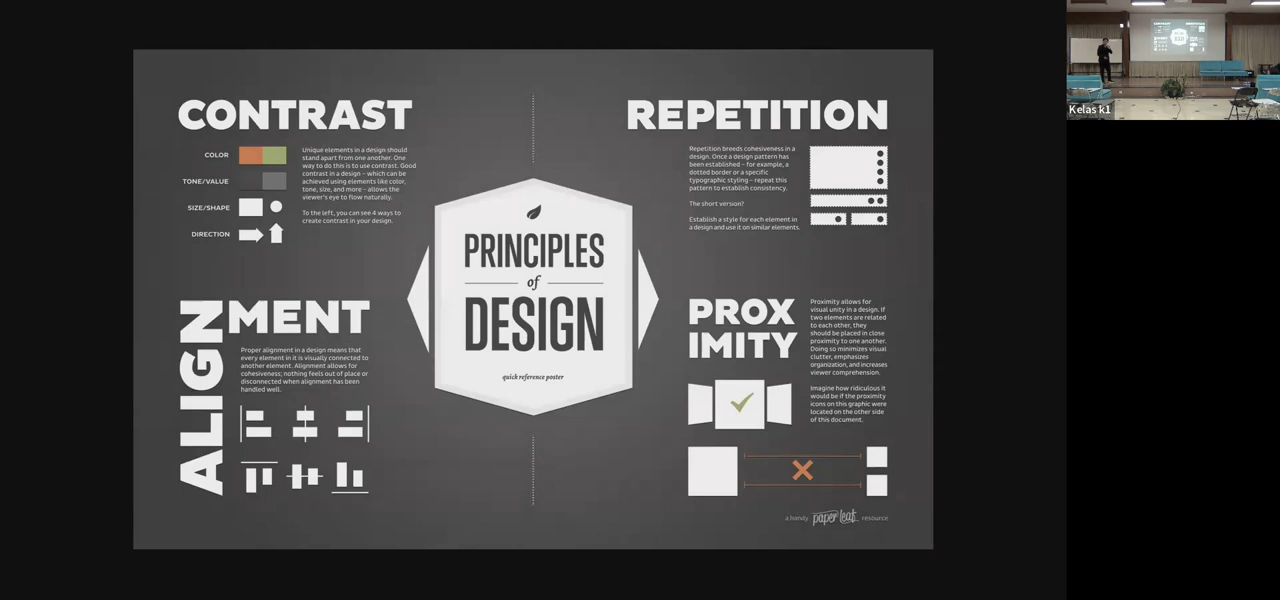 CONTRAST
COLOR
TONE/VALUE
SIZE/SHAPE
DIRECTION
Unique elements in a design should
stand apart from one another. One
way to do this is to use contrast. Good
contrast in a design – which can be
achieved using elements like color,
tone, size, and more – allows the
viewer's eye to flow naturally.
To the left, you can see 4 ways to
create contrast in your design.
REPETITION
Repetition breeds cohesiveness in a
design. Once a design pattern has
been established – for example, a
dotted border or a specific
typographic styling – repeat this
pattern to establish consistency.
The short version?
Establish a style for each element in
a design and use it on similar elements.
PRINCIPLES
of
DESIGN
quick reference poster
ALIGNMENT
Proper alignment in a design means that
every element in it is visually connected to
another element. Alignment allows for
cohesiveness; nothing feels out of place or
disconnected when alignment has been
handled well.
PROX
IMITY
Proximity allows for
visual unity in a design. If
two elements are related
to each other, they
should be placed in close
proximity to one another.
Doing so minimizes visual
clutter, emphasizes
organization, and increases
viewer comprehension.
Imagine how ridiculous it
would be if the proximity
icons on this graphic were
located on the other side
of this document.
a handy paper leaf resource
CONTRAST
Kelas k1